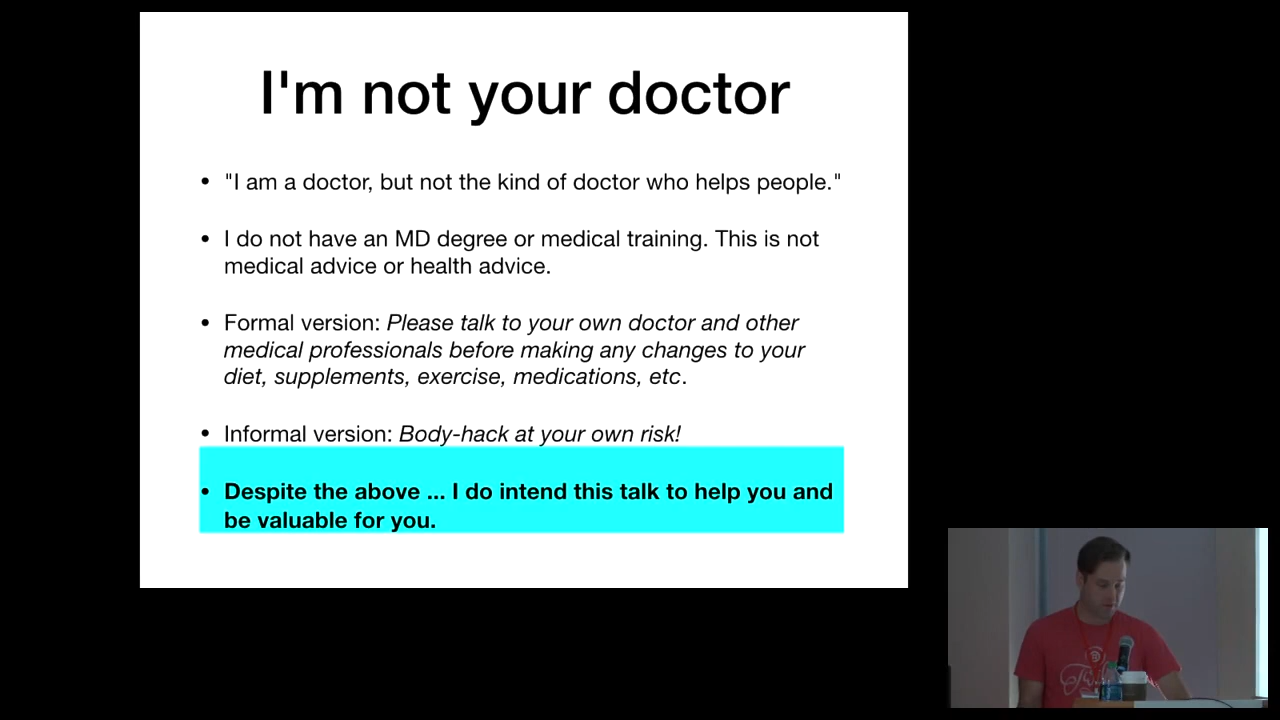 I'm not your doctor
• "I am a doctor, but not the kind of doctor who helps people."
• I do not have an MD degree or medical training. This is not
medical advice or health advice.
• Formal version: Please talk to your own doctor and other
medical professionals before making any changes to your
diet, supplements, exercise, medications, etc.
• Informal version: Body-hack at your own risk!
• Despite the above ... I do intend this talk to help you and
be valuable for you.